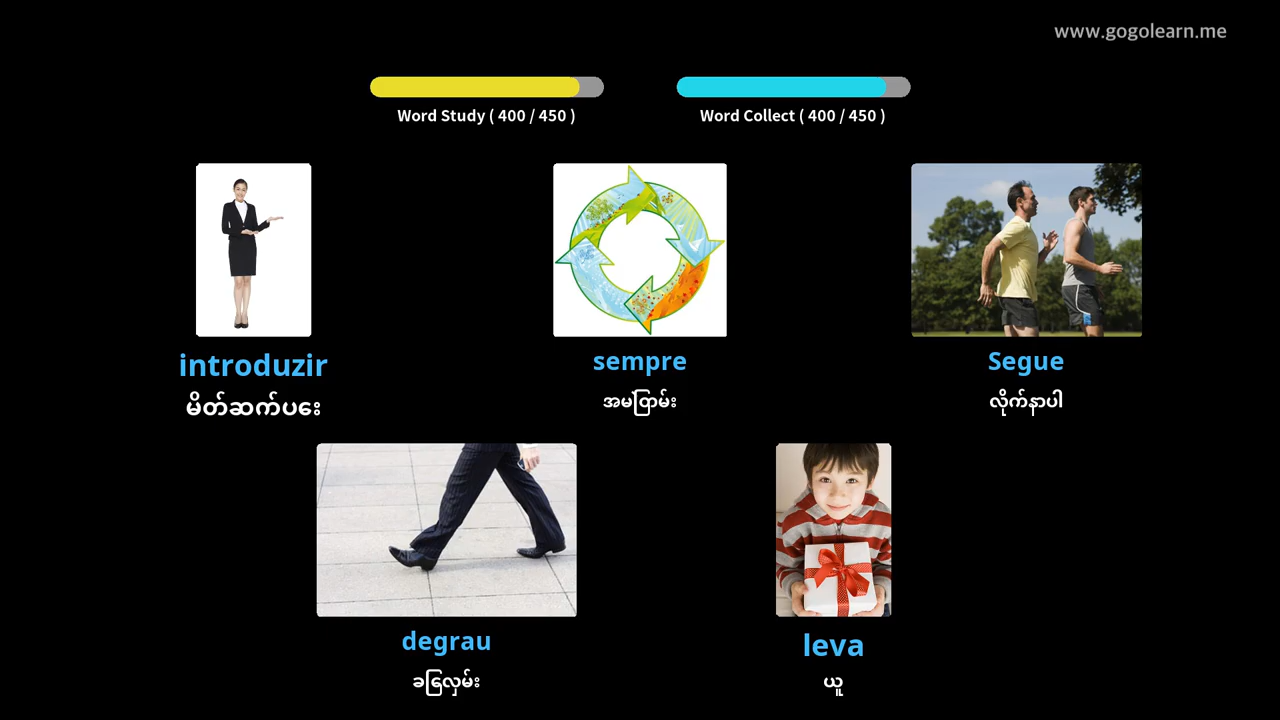 www.gogolearn.me
Word Study ( 400 / 450 )
Word Collect ( 400 / 450 )
introduzir
မိတ်ဆက်ပေး
sempre
အမြဲတမ်း
Segue
လိုက်နာပါ
degrau
ခြေလှမ်း
leva
ယူ